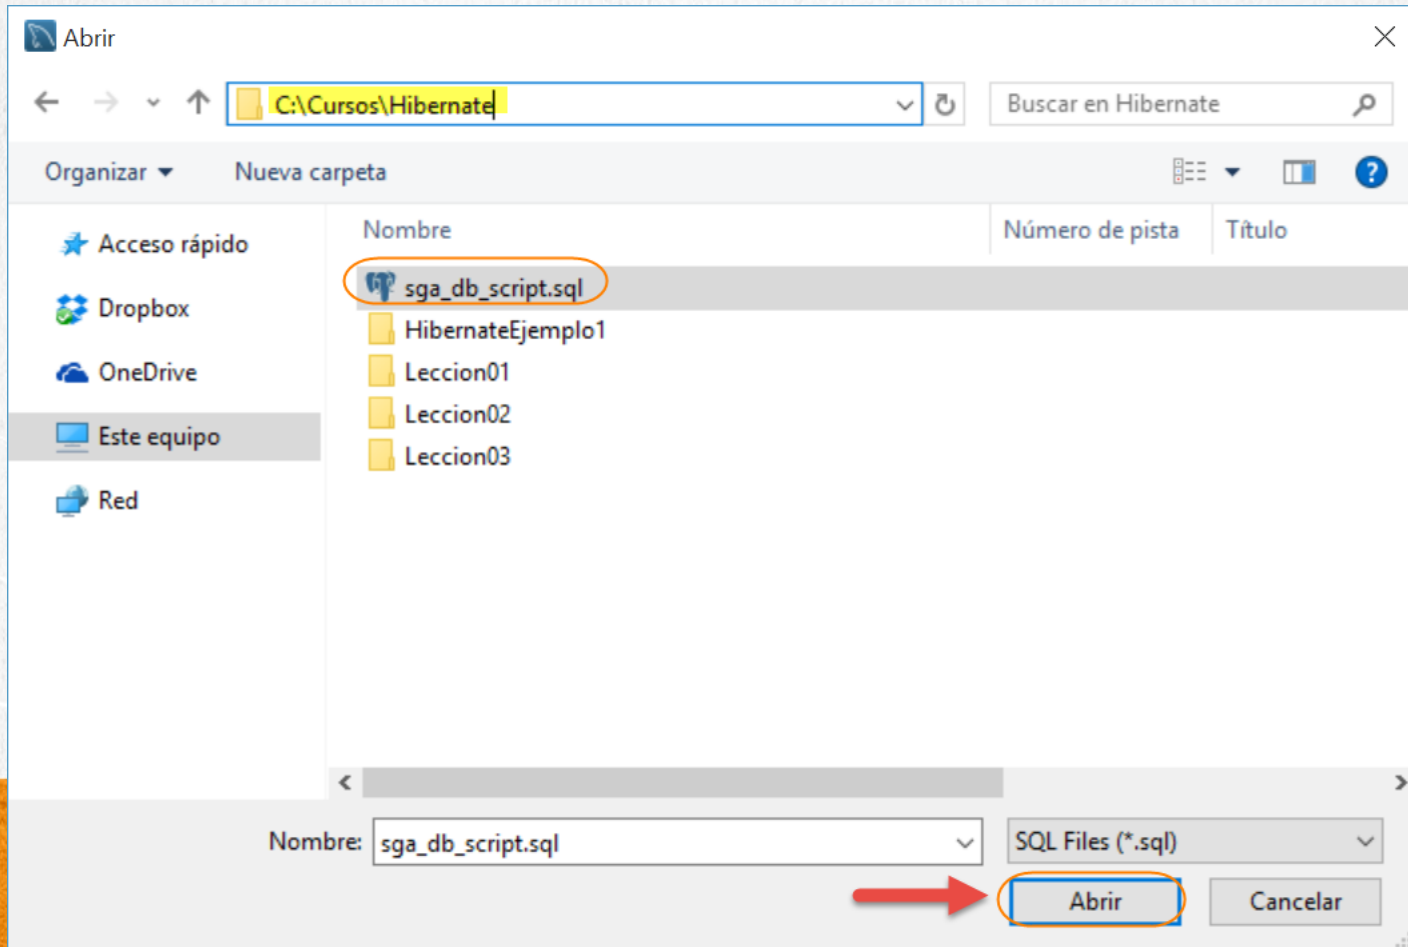 Abrir
C:\Cursos\Hibernate
Buscar en Hibernate
Organizar
Nueva carpeta
?
Acceso rápido
Dropbox
OneDrive
Este equipo
Red
Nombre
Número de pista
Título
sga_db_script.sql
HibernateEjemplo1
Leccion01
Leccion02
Leccion03
Nombre:
sga_db_script.sql
SQL Files (*.sql)
Abrir
Cancelar